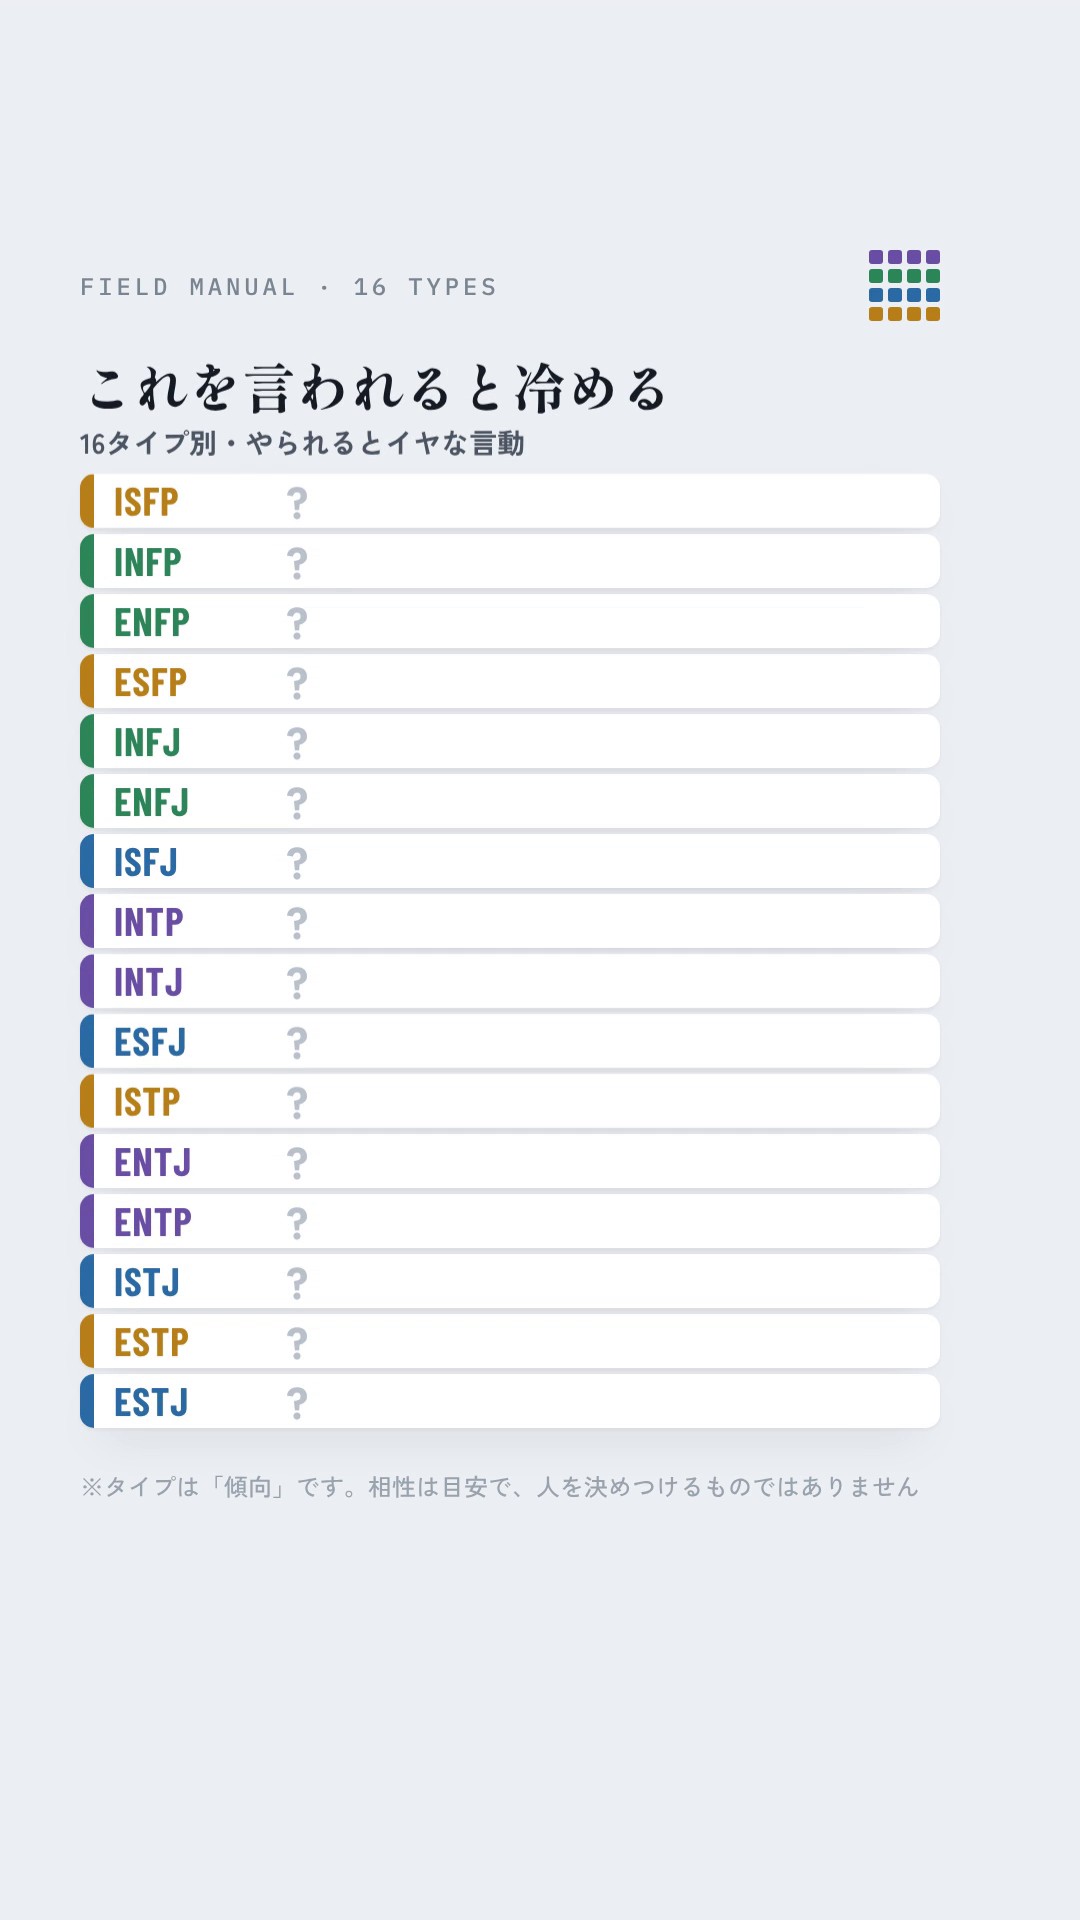 FIELD MANUAL · 16 TYPES
これを言われると冷める
16タイプ別・やられるとイヤな言動
ISFP ?
INFP ?
ENFP ?
ESFP ?
INFJ ?
ENFJ ?
ISFJ ?
INTP ?
INTJ ?
ESFJ ?
ISTP ?
ENTJ ?
ENTP ?
ISTJ ?
ESTP ?
ESTJ ?
※タイプは「傾向」です。相性は目安で、人を決めつけるものではありません